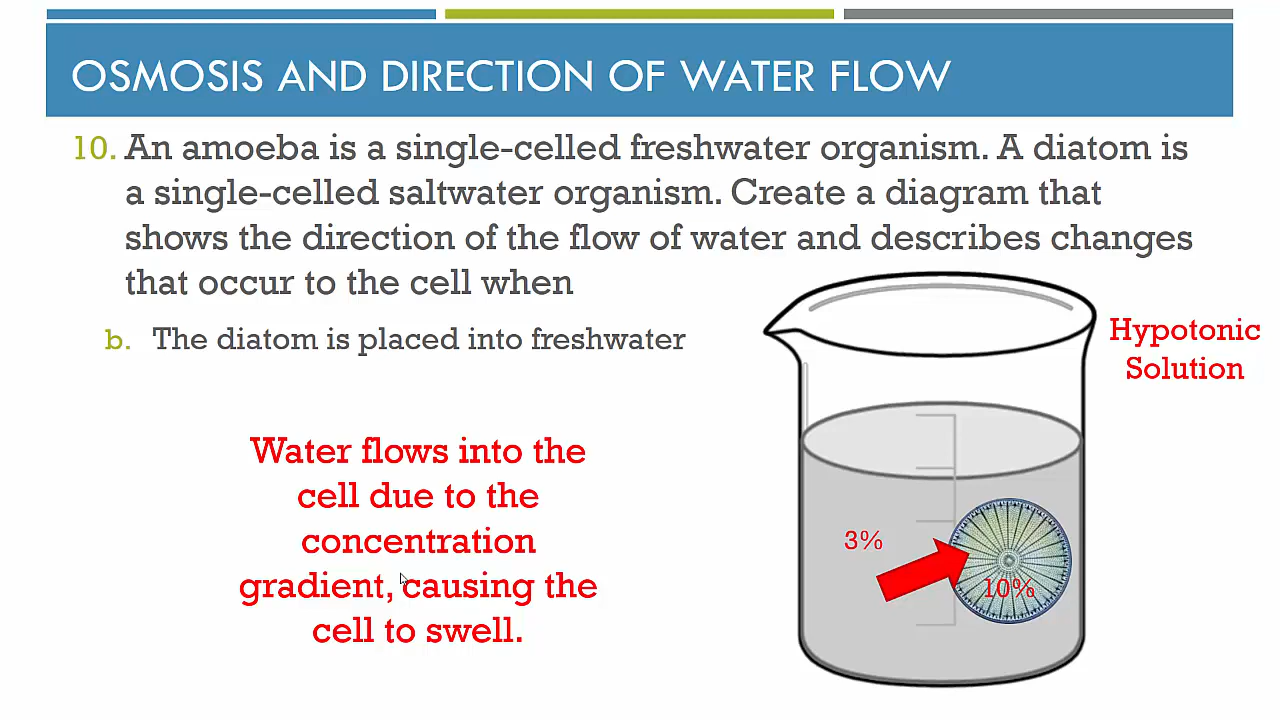 OSMOSIS AND DIRECTION OF WATER FLOW
10. An amoeba is a single-celled freshwater organism. A diatom is
a single-celled saltwater organism. Create a diagram that
shows the direction of the flow of water and describes changes
that occur to the cell when
b. The diatom is placed into freshwater
Hypotonic
Solution
Water flows into the
cell due to the
concentration
gradient, causing the
cell to swell.
3%
10%